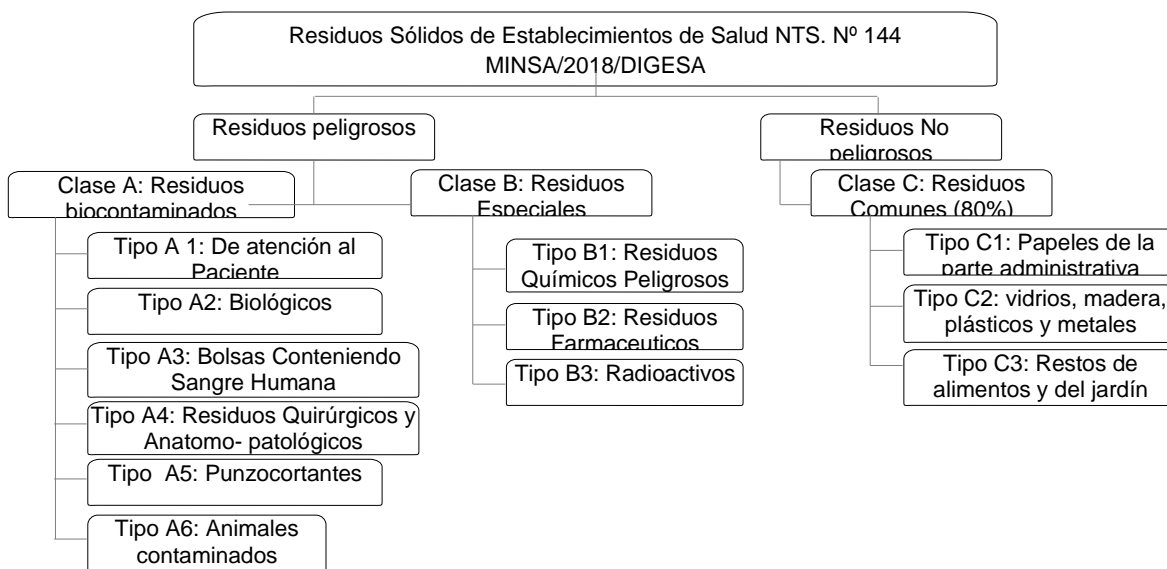 Residuos Sólidos de Establecimientos de Salud NTS. Nº 144
MINSA/2018/DIGESA
Residuos peligrosos
Residuos No
peligrosos
Clase A: Residuos
biocontaminados
Clase B: Residuos
Especiales
Clase C: Residuos
Comunes (80%)
Tipo A 1: De atención al
Paciente
Tipo A2: Biológicos
Tipo A3: Bolsas Conteniendo
Sangre Humana
Tipo A4: Residuos Quirúrgicos y
Anatomo- patológicos
Tipo A5: Punzocortantes
Tipo A6: Animales
contaminados
Tipo B1: Residuos
Químicos Peligrosos
Tipo B2: Residuos
Farmaceuticos
Tipo B3: Radioactivos
Tipo C1: Papeles de la
parte administrativa
Tipo C2: vidrios, madera,
plásticos y metales
Tipo C3: Restos de
alimentos y del jardín